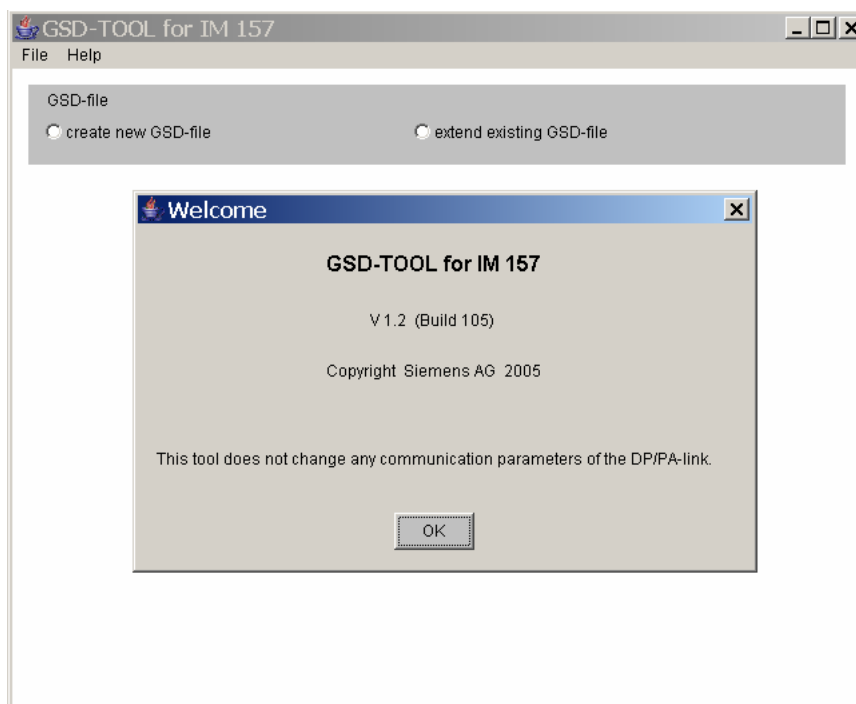 GSD-TOOL for IM 157
File Help
GSD-file
create new GSD-file extend existing GSD-file
Welcome
GSD-TOOL for IM 157
V 1.2 (Build 105)
Copyright Siemens AG 2005
This tool does not change any communication parameters of the DP/PA-link.
OK